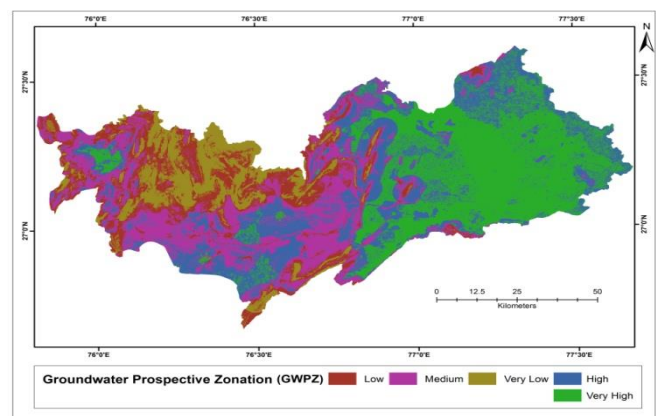 76°0'E 76°30'E 77°0'E 77°30'E
N
27°30'N 27°30'N
27°0'N 27°0'N
0 12.5 25 50
Kilometers
76°0'E 76°30'E 77°0'E 77°30'E
Groundwater Prospective Zonation (GWPZ) Low Medium Very Low High
Very High